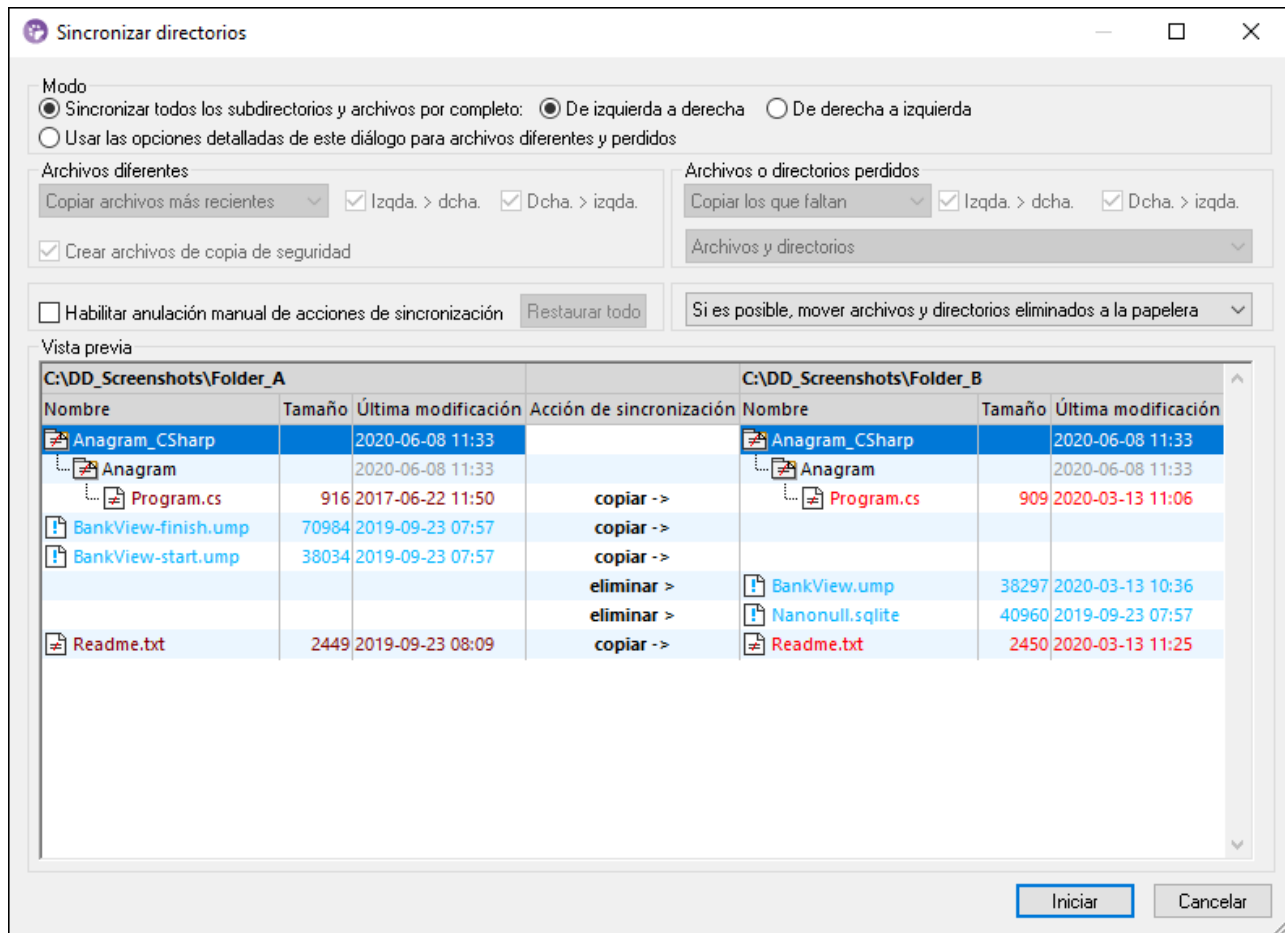 Sincronizar directorios
Modo
Sincronizar todos los subdirectorios y archivos por completo: De izquierda a derecha De derecha a izquierda
Usar las opciones detalladas de este diálogo para archivos diferentes y perdidos
Archivos diferentes Archivos o directorios perdidos
Copiar archivos más recientes Izqda. > dcha. Dcha. > izqda. Copiar los que faltan Izqda. > dcha. Dcha. > izqda.
Crear archivos de copia de seguridad Archivos y directorios
Habilitar anulación manual de acciones de sincronización Restaurar todo Si es posible, mover archivos y directorios eliminados a la papelera
Vista previa
C:\DD_Screenshots\Folder_A C:\DD_Screenshots\Folder_B
Nombre Tamaño Última modificación Acción de sincronización Nombre Tamaño Última modificación
Anagram_CSharp 2020-06-08 11:33 Anagram_CSharp 2020-06-08 11:33
Anagram 2020-06-08 11:33 Anagram 2020-06-08 11:33
Program.cs 916 2017-06-22 11:50 copiar -> Program.cs 909 2020-03-13 11:06
BankView-finish.ump 70984 2019-09-23 07:57 copiar ->
BankView-start.ump 38034 2019-09-23 07:57 copiar ->
eliminar > BankView.ump 38297 2020-03-13 10:36
eliminar > Nanonull.sqlite 40960 2019-09-23 07:57
Readme.txt 2449 2019-09-23 08:09 copiar -> Readme.txt 2450 2020-03-13 11:25
Iniciar Cancelar